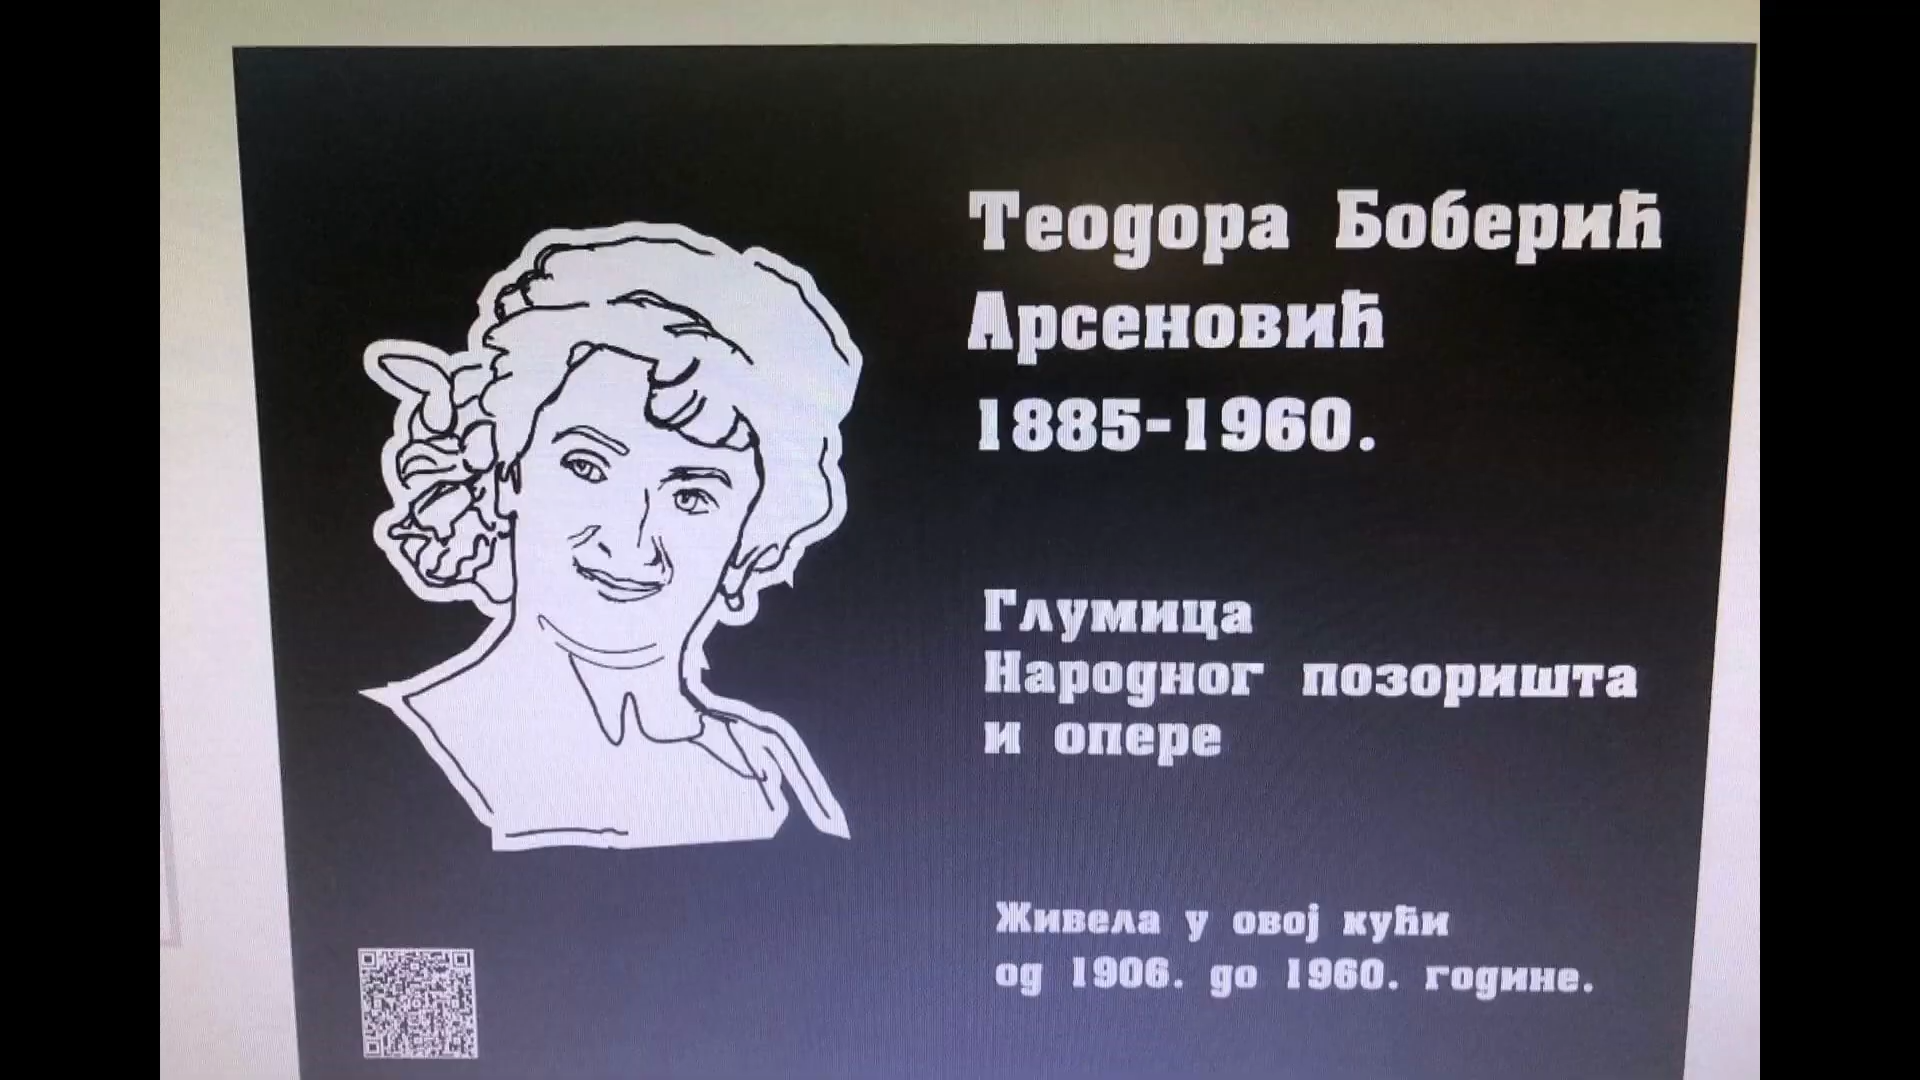 Теодора Боберић
Арсеновић
1885-1960.
Глумица
Народног позоришта
и опере
Живела у овој кући
од 1906. до 1960. године.